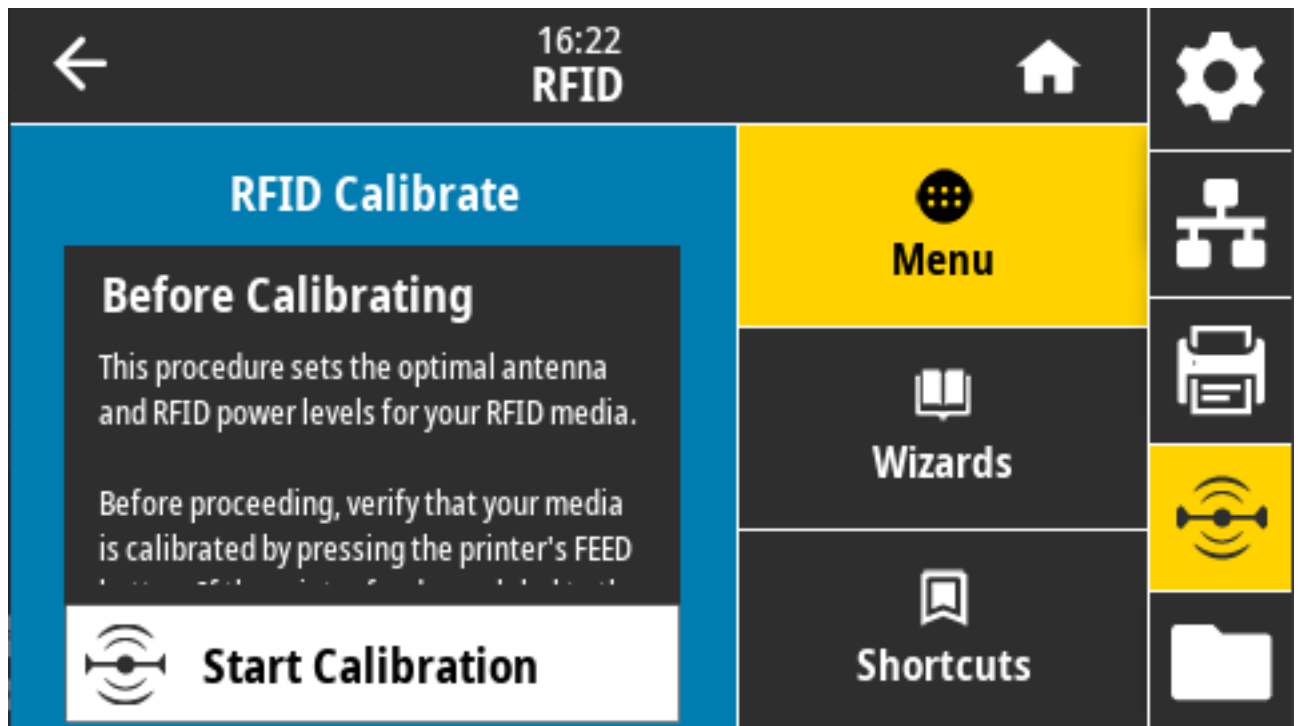 16:22
RFID
RFID Calibrate
Before Calibrating
This procedure sets the optimal antenna
and RFID power levels for your RFID media.
Before proceeding, verify that your media
is calibrated by pressing the printer's FEED
Start Calibration
Menu
Wizards
Shortcuts